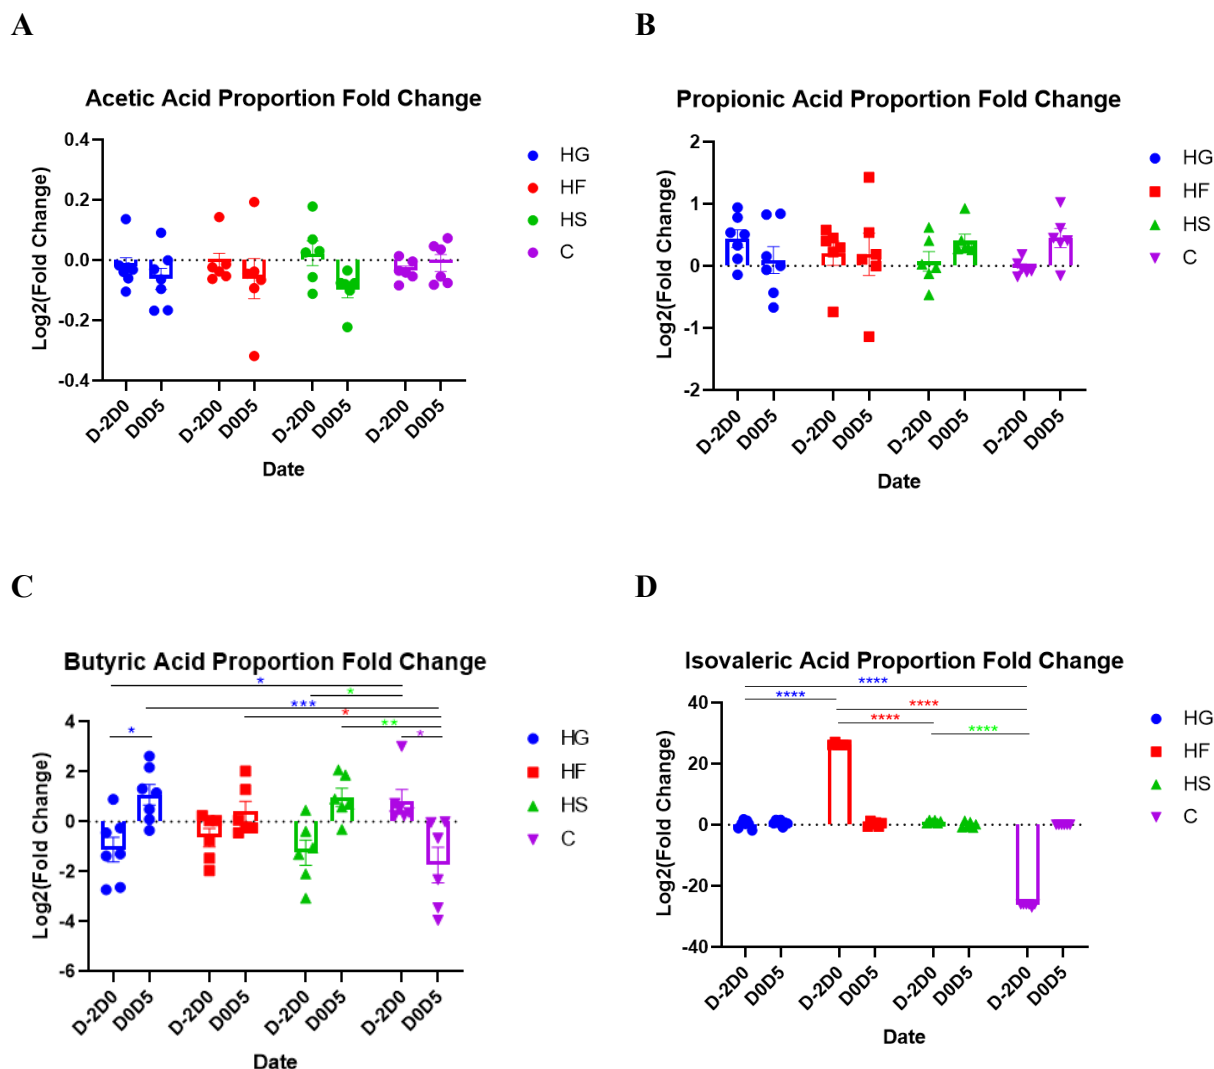 A
Acetic Acid Proportion Fold Change
Log2(Fold Change)
0.4
0.2
0.0
-0.2
-0.4
D-2D0 D0D5 D-2D0 D0D5 D-2D0 D0D5 D-2D0 D0D5
Date
HG
HF
HS
C
B
Propionic Acid Proportion Fold Change
Log2(Fold Change)
2
1
0
-1
-2
D-2D0 D0D5 D-2D0 D0D5 D-2D0 D0D5 D-2D0 D0D5
Date
HG
HF
HS
C
C
Butyric Acid Proportion Fold Change
*
*
***
*
**
*
*
Log2(Fold Change)
4
2
0
-2
-4
-6
D-2D0 D0D5 D-2D0 D0D5 D-2D0 D0D5 D-2D0 D0D5
Date
HG
HF
HS
C
D
Isovaleric Acid Proportion Fold Change
****
****
****
****
****
Log2(Fold Change)
40
20
0
-20
-40
D-2D0 D0D5 D-2D0 D0D5 D-2D0 D0D5 D-2D0 D0D5
Date
HG
HF
HS
C